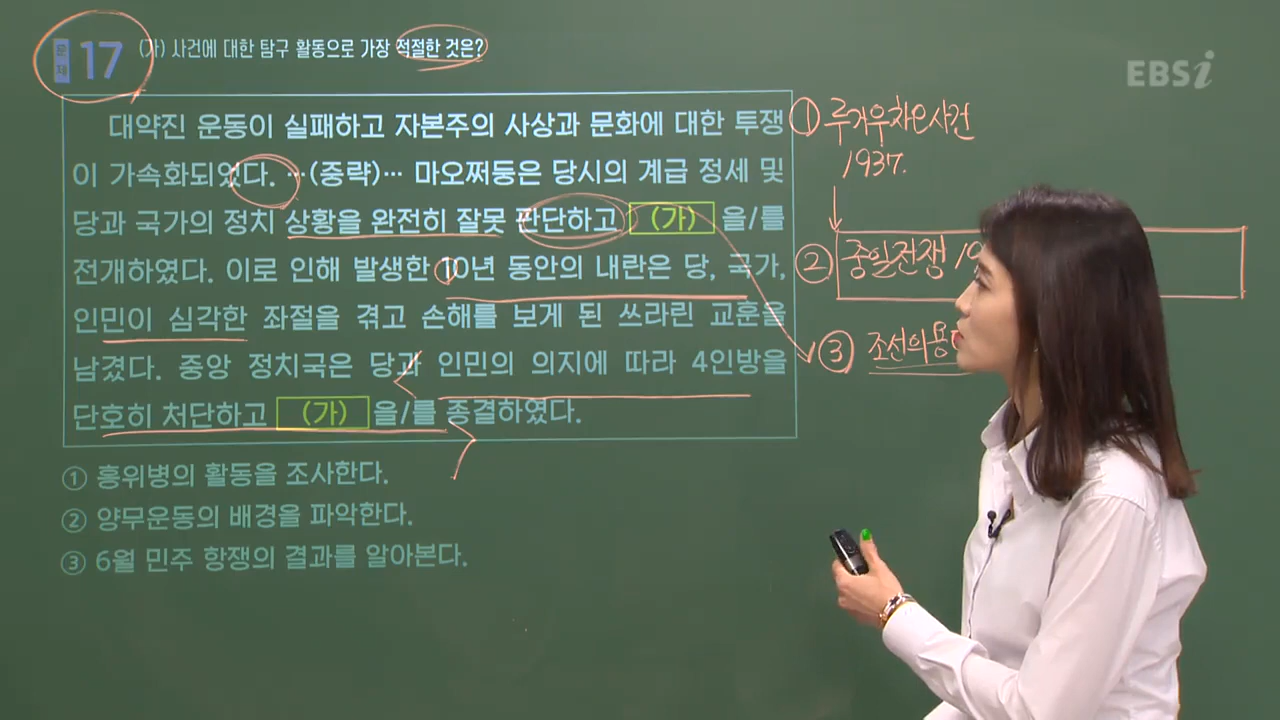 문제 17 (가) 사건에 대한 탐구 활동으로 가장 적절한 것은?
EBSi
대약진 운동이 실패하고 자본주의 사상과 문화에 대한 투쟁
이 가속화되었다. …(중략)… 마오쩌둥은 당시의 계급 정세 및
당과 국가의 정치 상황을 완전히 잘못 판단하고 (가) 을/를
전개하였다. 이로 인해 발생한 10년 동안의 내란은 당, 국가,
인민이 심각한 좌절을 겪고 손해를 보게 된 쓰라린 교훈을
남겼다. 중앙 정치국은 당과 인민의 의지에 따라 4인방을
단호히 처단하고 (가) 을/를 종결하였다.
① 홍위병의 활동을 조사한다.
② 양무운동의 배경을 파악한다.
③ 6월 민주 항쟁의 결과를 알아본다.
① 루거우차오사건
1937.
② 중일전쟁
③ 조선의용